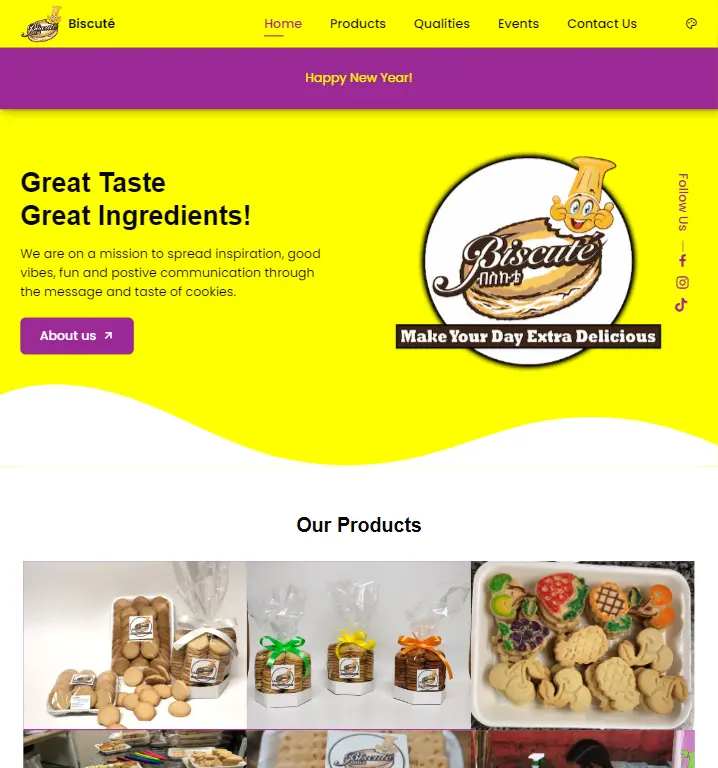 Biscuté
Home
Products
Qualities
Events
Contact Us
Happy New Year!
Great Taste
Great Ingredients!
We are on a mission to spread inspiration, good
vibes, fun and postive communication through
the message and taste of cookies.
About us
Biscuté
ብስኩቴ
Make Your Day Extra Delicious
Follow Us
Our Products